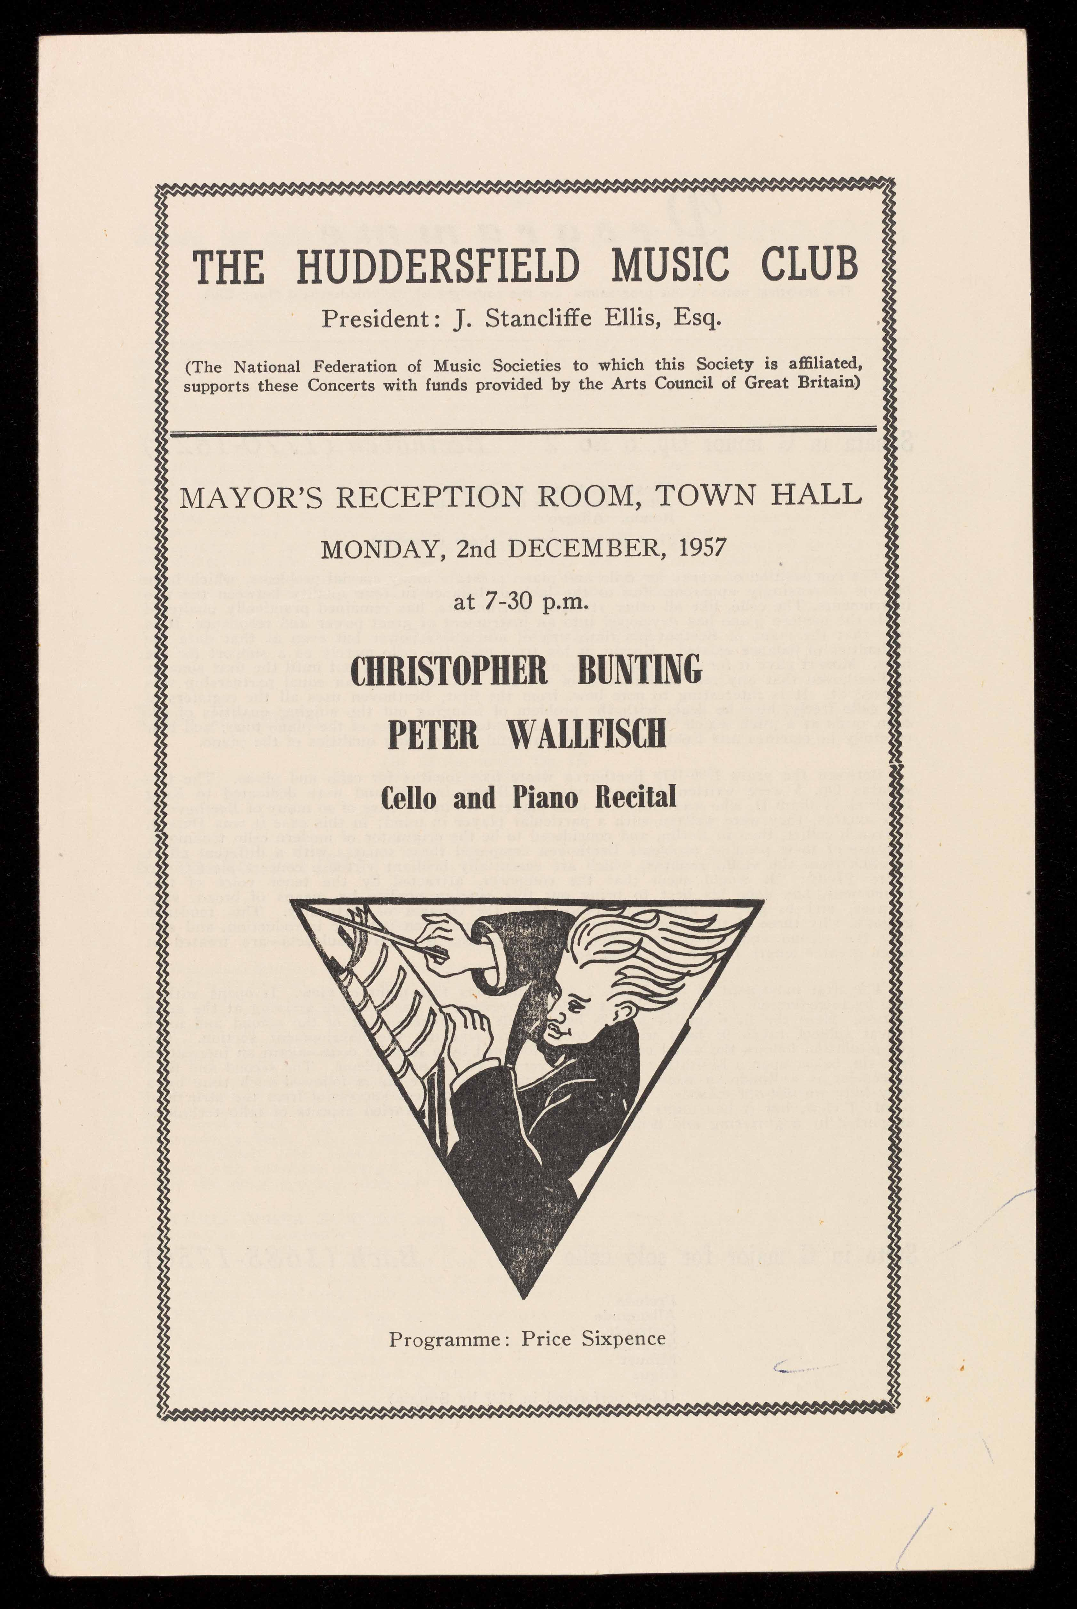 THE HUDDERSFIELD MUSIC CLUB
President: J. Stancliffe Ellis, Esq.
(The National Federation of Music Societies to which this Society is affiliated,
supports these Concerts with funds provided by the Arts Council of Great Britain)
MAYOR'S RECEPTION ROOM, TOWN HALL
MONDAY, 2nd DECEMBER, 1957
at 7-30 p.m.
CHRISTOPHER BUNTING
PETER WALLFISCH
Cello and Piano Recital
Programme: Price Sixpence